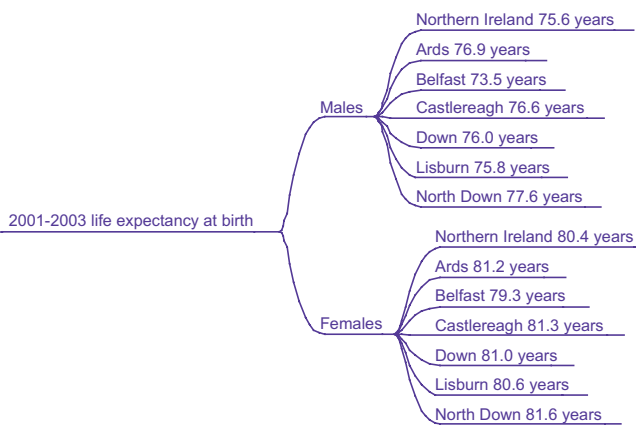 2001-2003 life expectancy at birth
Males
Northern Ireland 75.6 years
Ards 76.9 years
Belfast 73.5 years
Castlereagh 76.6 years
Down 76.0 years
Lisburn 75.8 years
North Down 77.6 years
Females
Northern Ireland 80.4 years
Ards 81.2 years
Belfast 79.3 years
Castlereagh 81.3 years
Down 81.0 years
Lisburn 80.6 years
North Down 81.6 years